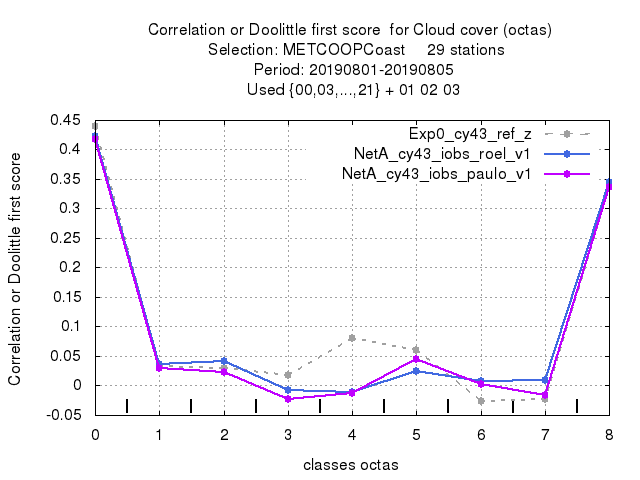 Correlation or Doolittle first score  for Cloud cover (octas)
Selection: METCOOPCoast     29 stations
Period: 20190801-20190805
Used {00,03,...,21} + 01 02 03
Exp0_cy43_ref_z
NetA_cy43_iobs_roel_v1
NetA_cy43_iobs_paulo_v1
Correlation or Doolittle first score
0.45
0.4
0.35
0.3
0.25
0.2
0.15
0.1
0.05
0
-0.05
0 1 2 3 4 5 6 7 8
classes octas